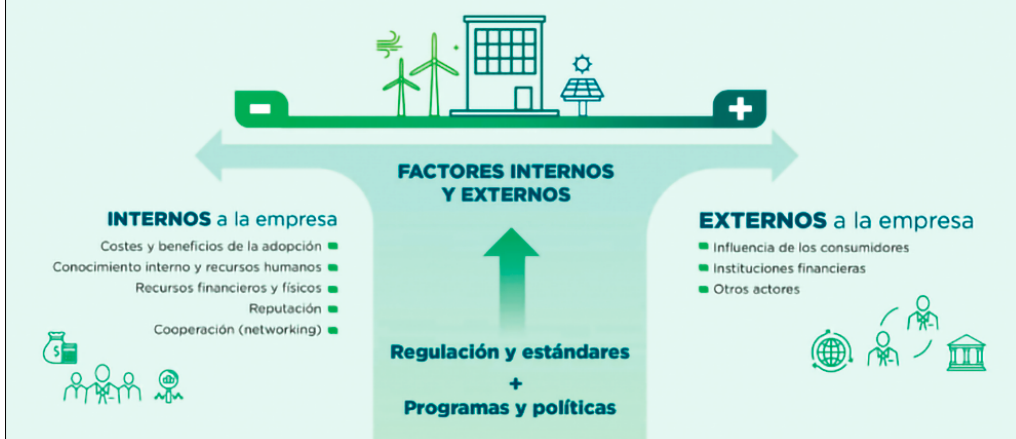 FACTORES INTERNOS
Y EXTERNOS
INTERNOS a la empresa
Costes y beneficios de la adopción
Conocimiento interno y recursos humanos
Recursos financieros y físicos
Reputación
Cooperación (networking)
EXTERNOS a la empresa
Influencia de los consumidores
Instituciones financieras
Otros actores
Regulación y estándares
+
Programas y políticas